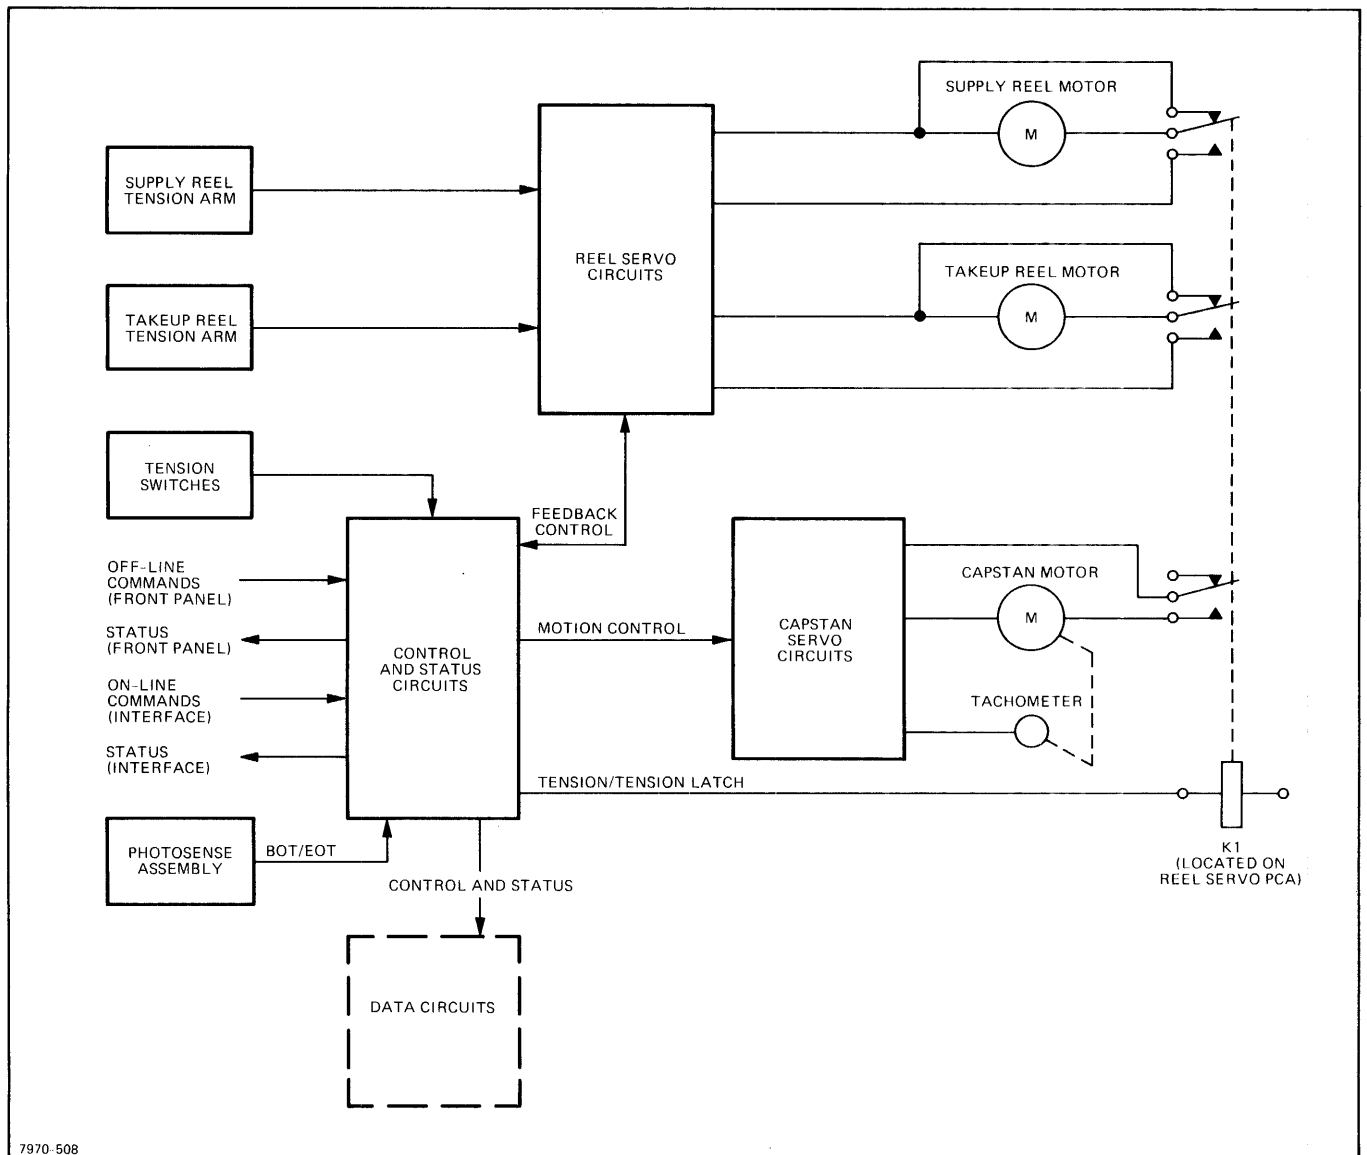 SUPPLY REEL MOTOR
M
SUPPLY REEL
TENSION ARM
REEL SERVO
CIRCUITS
TAKEUP REEL MOTOR
M
TAKEUP REEL
TENSION ARM
TENSION
SWITCHES
FEEDBACK
CONTROL
OFF-LINE
COMMANDS
(FRONT PANEL)
STATUS
(FRONT PANEL)
ON-LINE
COMMANDS
(INTERFACE)
STATUS
(INTERFACE)
CONTROL
AND STATUS
CIRCUITS
MOTION CONTROL
CAPSTAN
SERVO
CIRCUITS
CAPSTAN MOTOR
M
TACHOMETER
TENSION/TENSION LATCH
K1
(LOCATED ON
REEL SERVO PCA)
PHOTOSENSE
ASSEMBLY
BOT/EOT
CONTROL AND STATUS
DATA CIRCUITS
7970-508